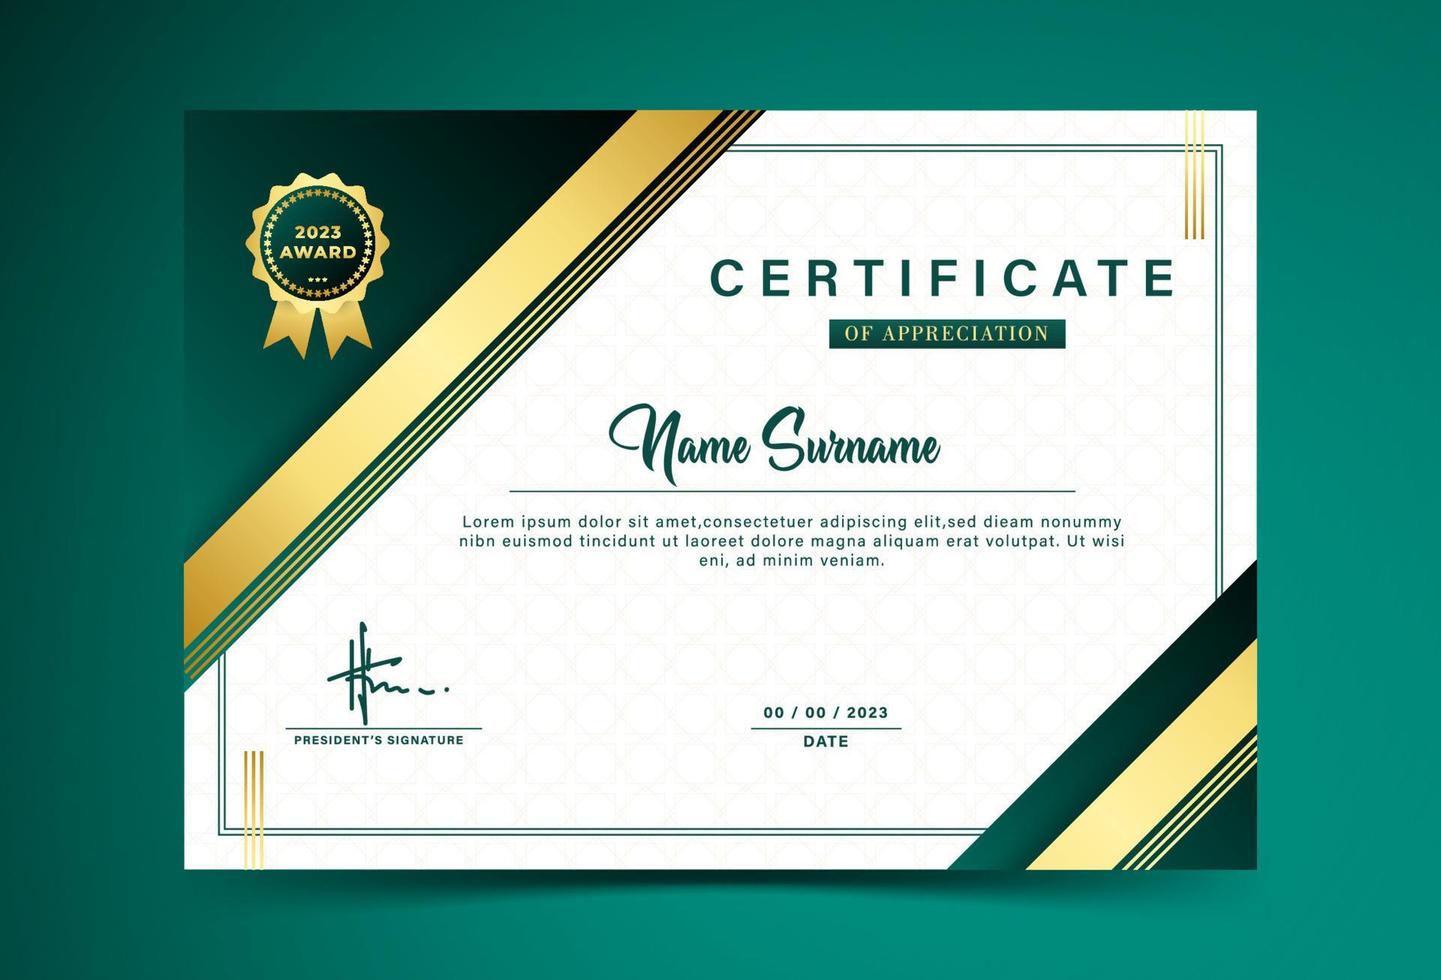 2023
AWARD
CERTIFICATE
OF APPRECIATION
Name Surname
Lorem ipsum dolor sit amet,consectetuer adipiscing elit,sed dieam nonummy
nibn euismod tincidunt ut laoreet dolore magna aliquam erat volutpat. Ut wisi
eni, ad minim veniam.
PRESIDENT'S SIGNATURE
00 / 00 / 2023
DATE